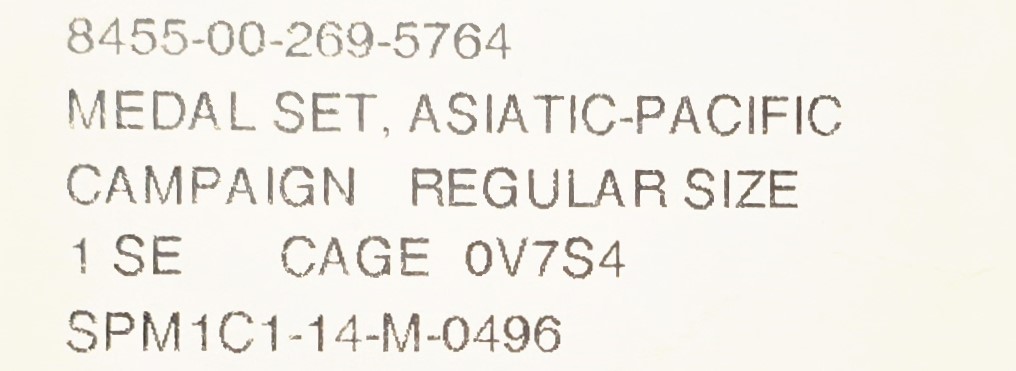 8455-00-269-5764
MEDAL SET, ASIATIC-PACIFIC
CAMPAIGN REGULAR SIZE
1 SE CAGE 0V7S4
SPM1C1-14-M-0496